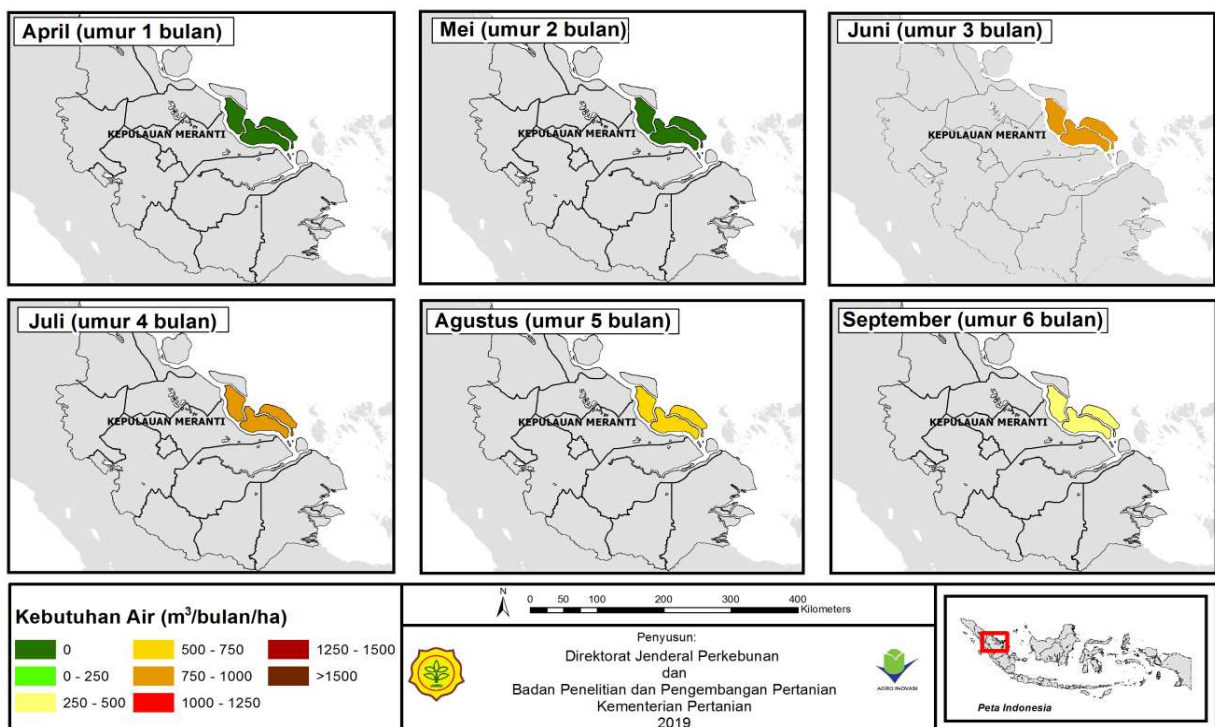 April (umur 1 bulan)
KEPULAUAN MERANTI
Mei (umur 2 bulan)
KEPULAUAN MERANTI
Juni (umur 3 bulan)
KEPULAUAN MERANTI
Juli (umur 4 bulan)
KEPULAUAN MERANTI
Agustus (umur 5 bulan)
KEPULAUAN MERANTI
September (umur 6 bulan)
KEPULAUAN MERANTI
Kebutuhan Air (m³/bulan/ha)
0
0 - 250
250 - 500
500 - 750
750 - 1000
1000 - 1250
1250 - 1500
>1500
N
0 50 100 200 300 400
Kilometers
Penyusun:
Direktorat Jenderal Perkebunan
dan
Badan Penelitian dan Pengembangan Pertanian
Kementerian Pertanian
2019
AGRO INOVASI
Peta Indonesia